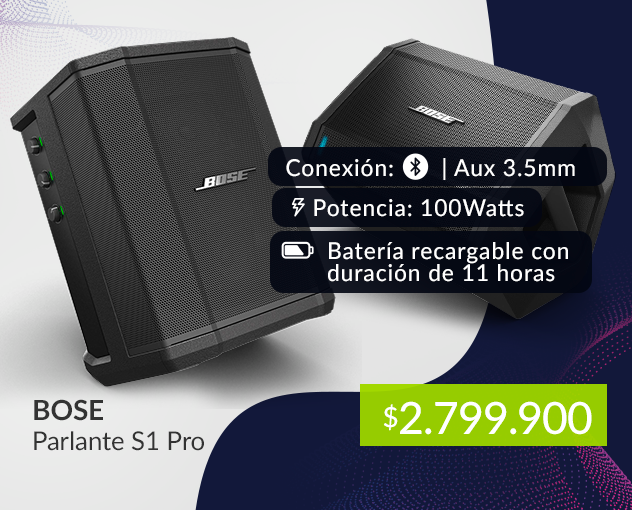 BOSE
BOSE
Conexión: | Aux 3.5mm
Potencia: 100Watts
Batería recargable con
duración de 11 horas
BOSE
Parlante S1 Pro
$2.799.900